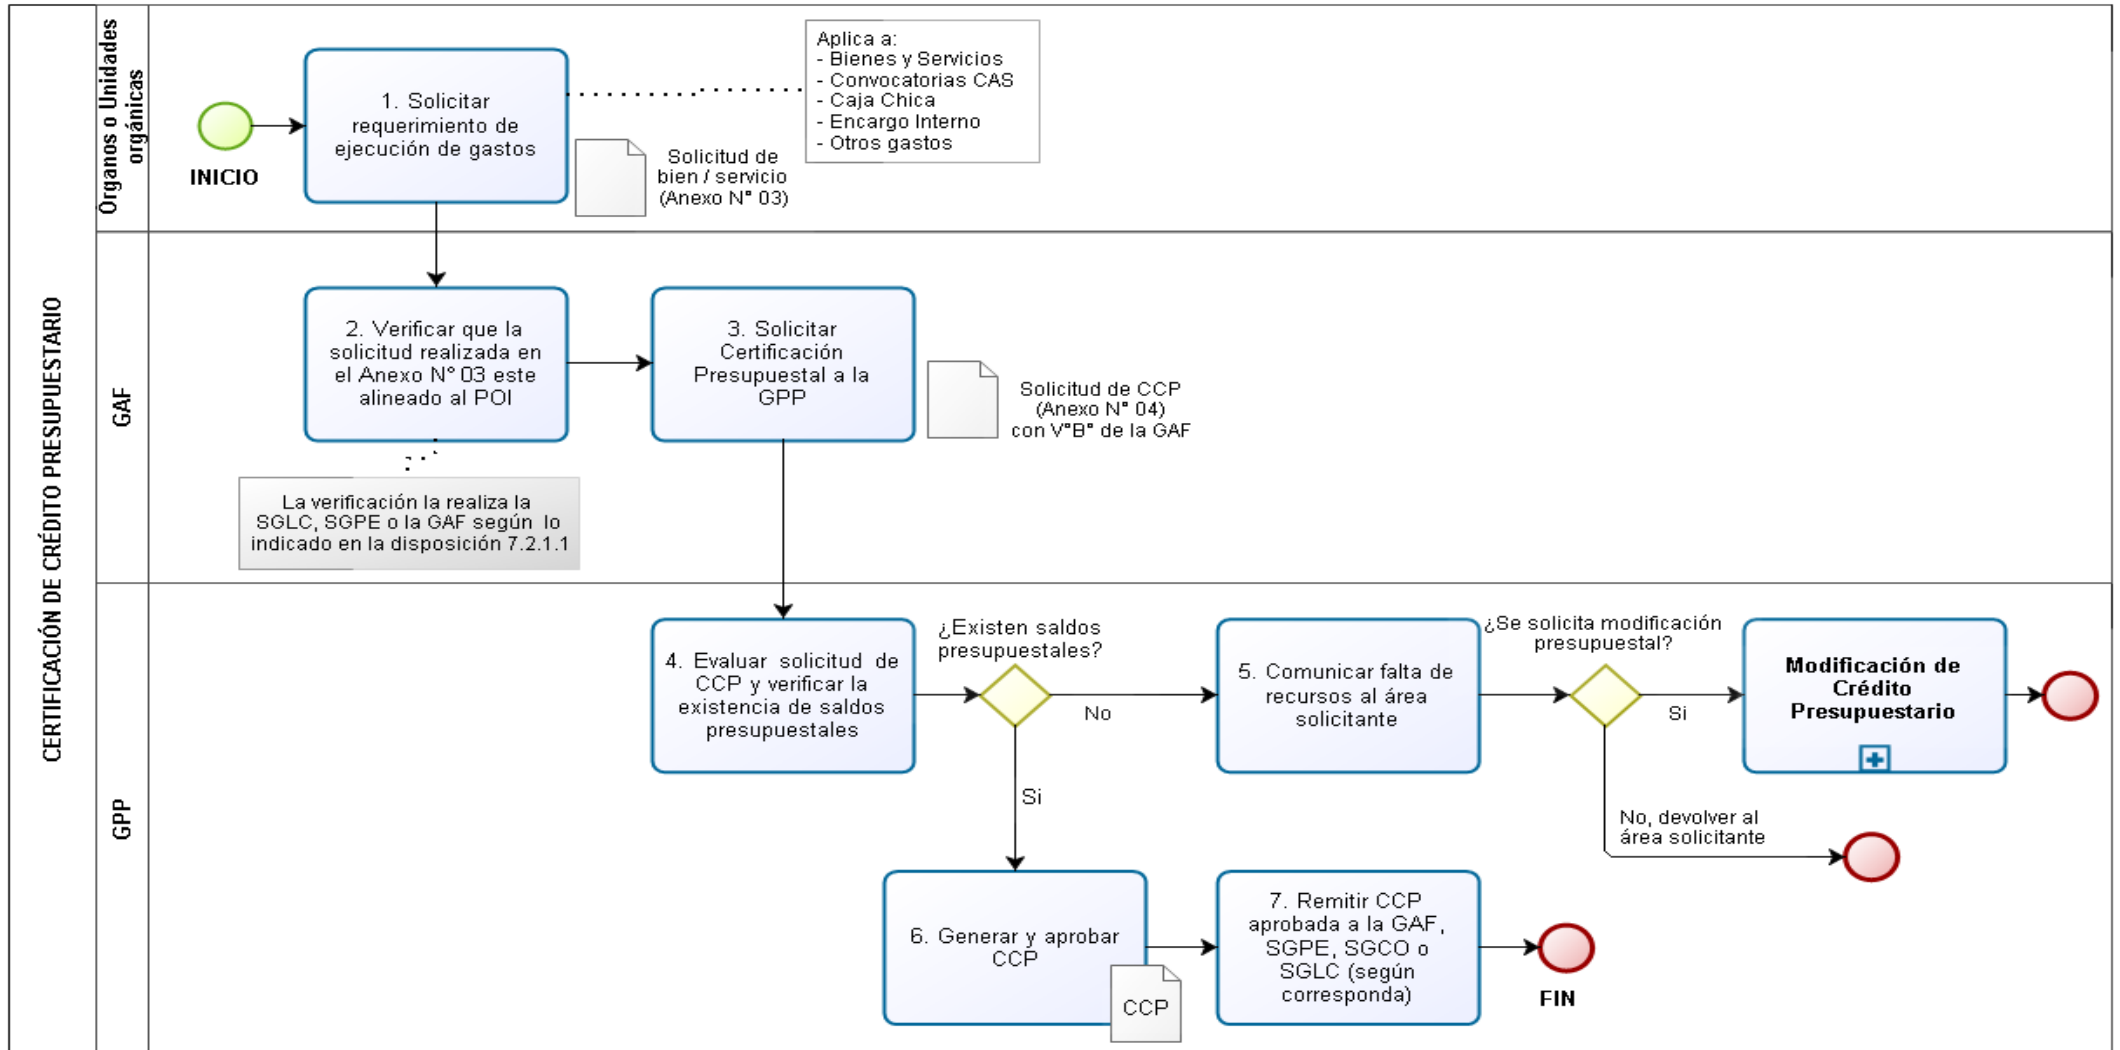 CERTIFICACIÓN DE CRÉDITO PRESUPUESTARIO
Organos o Unidades
orgánicas
INICIO
1. Solicitar
requerimiento de
ejecución de gastos
Solicitud de
bien / servicio
(Anexo N° 03)
Aplica a:
- Bienes y Servicios
- Convocatorias CAS
- Caja Chica
- Encargo Interno
- Otros gastos
GAF
2. Verificar que la
solicitud realizada en
el Anexo N° 03 este
alineado al POI
3. Solicitar
Certificación
Presupuestal a la
GPP
Solicitud de CCP
(Anexo N° 04)
con V°B° de la GAF
La verificación la realiza la
SGLC, SGPE o la GAF según lo
indicado en la disposición 7.2.1.1
GPP
4. Evaluar solicitud de
CCP y verificar la
existencia de saldos
presupuestales
¿Existen saldos
presupuestales?
No
Si
5. Comunicar falta de
recursos al área
solicitante
¿Se solicita modificación
presupuestal?
Si
Modificación de
Crédito
Presupuestario
No, devolver al
área solicitante
6. Generar y aprobar
CCP
CCP
7. Remitir CCP
aprobada a la GAF,
SGPE, SGCO o
SGLC (según
corresponda)
FIN